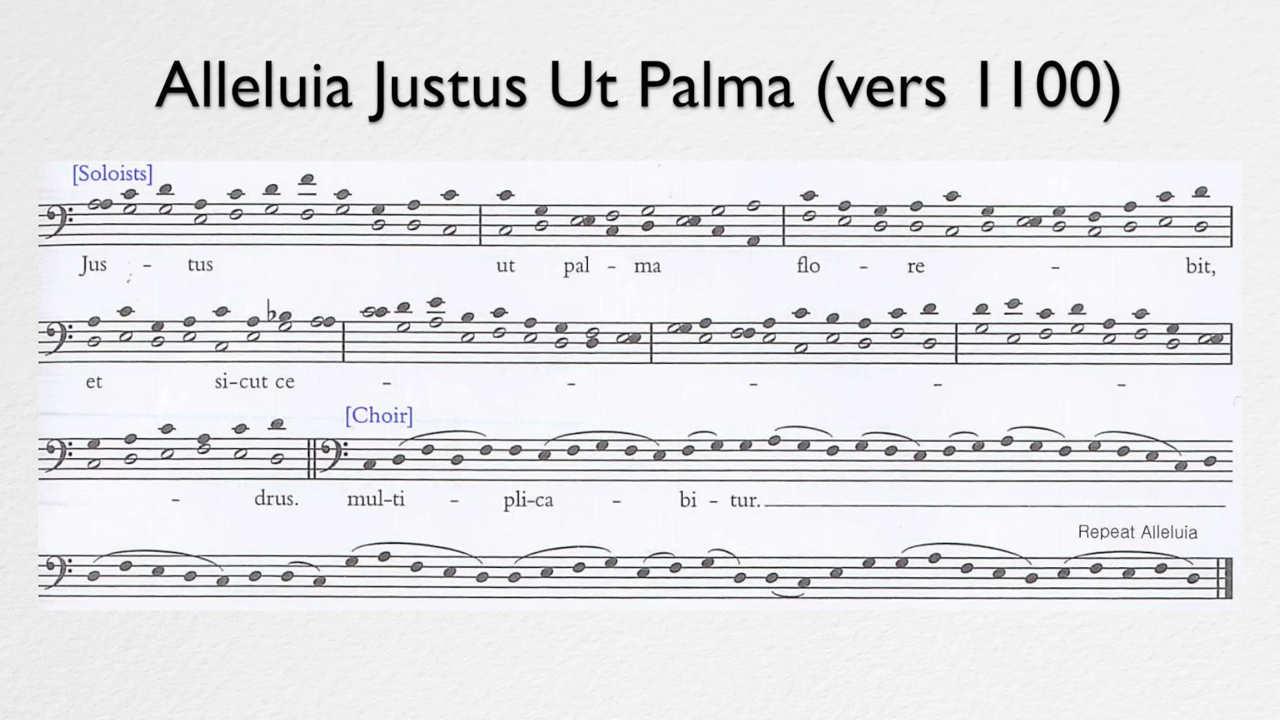 Alleluia Justus Ut Palma (vers 1100)
[Soloists]
Jus - tus ut pal - ma flo - re - bit,
et si-cut ce - - - - -
[Choir]
- drus. mul-ti - pli-ca - bi - tur.
Repeat Alleluia